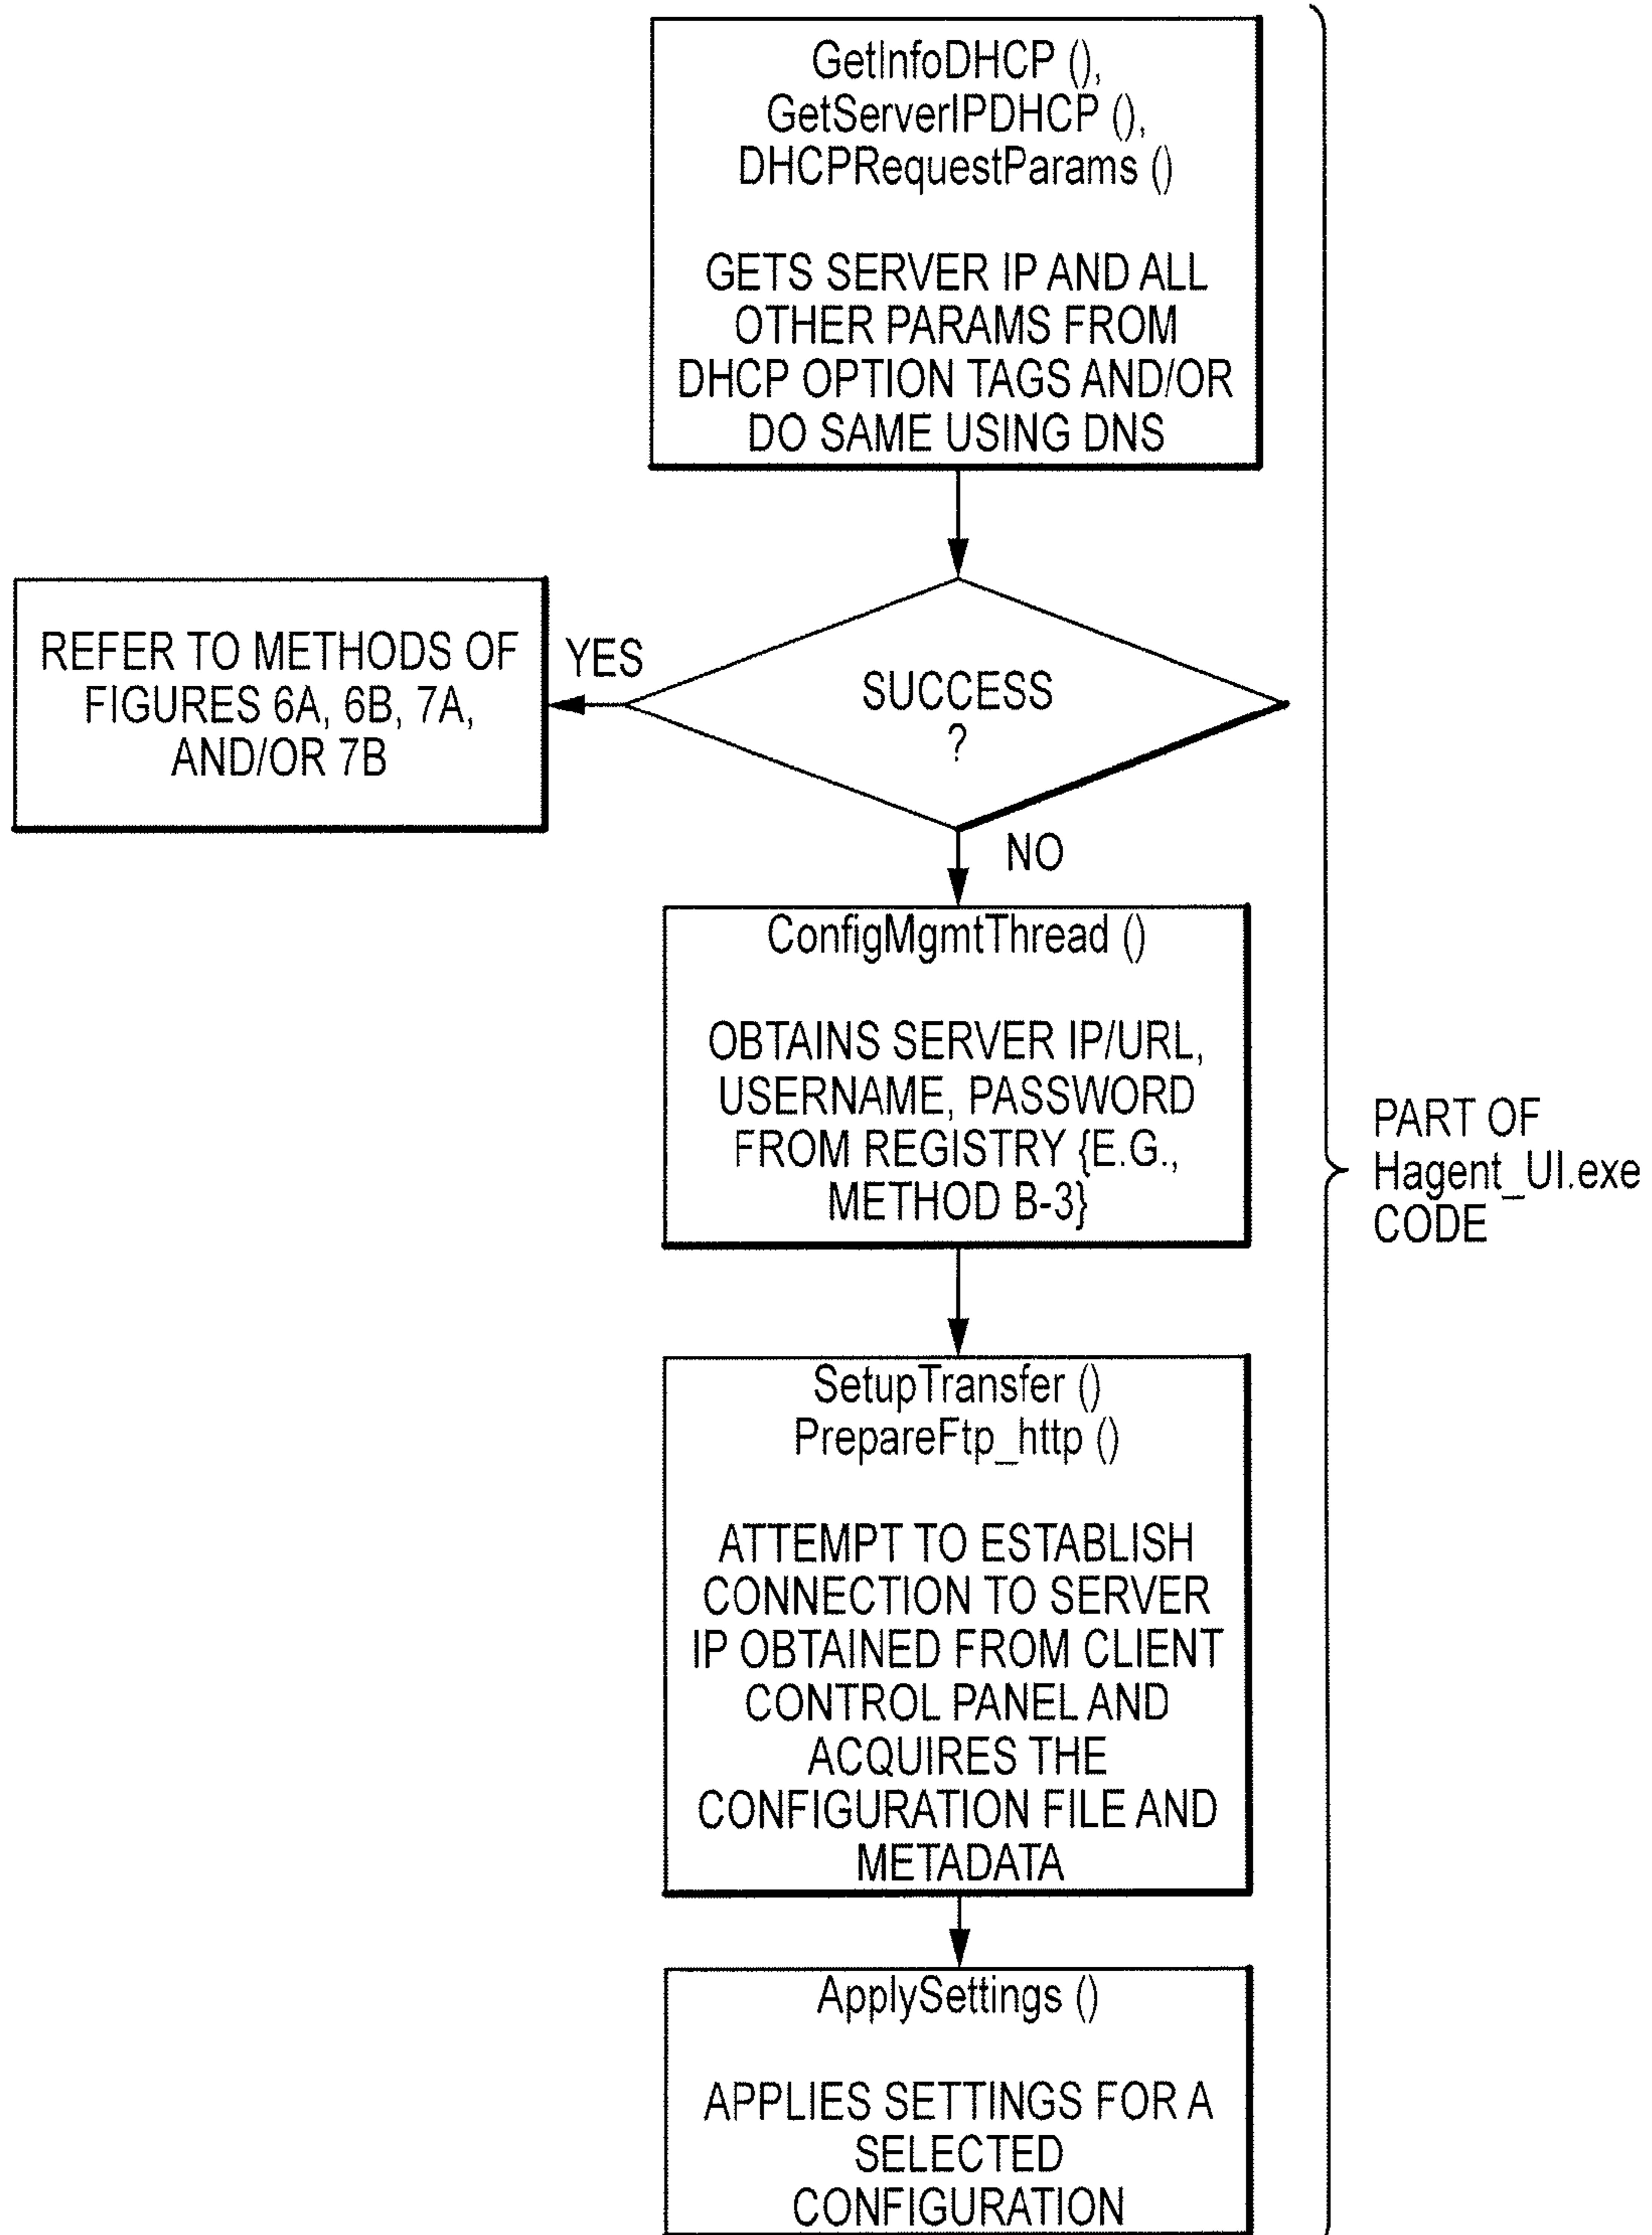 GetInfoDHCP (),
GetServerIPDHCP (),
DHCPRequestParams ()
GETS SERVER IP AND ALL
OTHER PARAMS FROM
DHCP OPTION TAGS AND/OR
DO SAME USING DNS
REFER TO METHODS OF
FIGURES 6A, 6B, 7A,
AND/OR 7B
YES
SUCCESS
?
NO
ConfigMgmtThread ()
OBTAINS SERVER IP/URL,
USERNAME, PASSWORD
FROM REGISTRY {E.G.,
METHOD B-3}
PART OF
Hagent_UI.exe
CODE
SetupTransfer ()
PrepareFtp_http ()
ATTEMPT TO ESTABLISH
CONNECTION TO SERVER
IP OBTAINED FROM CLIENT
CONTROL PANEL AND
ACQUIRES THE
CONFIGURATION FILE AND
METADATA
ApplySettings ()
APPLIES SETTINGS FOR A
SELECTED
CONFIGURATION